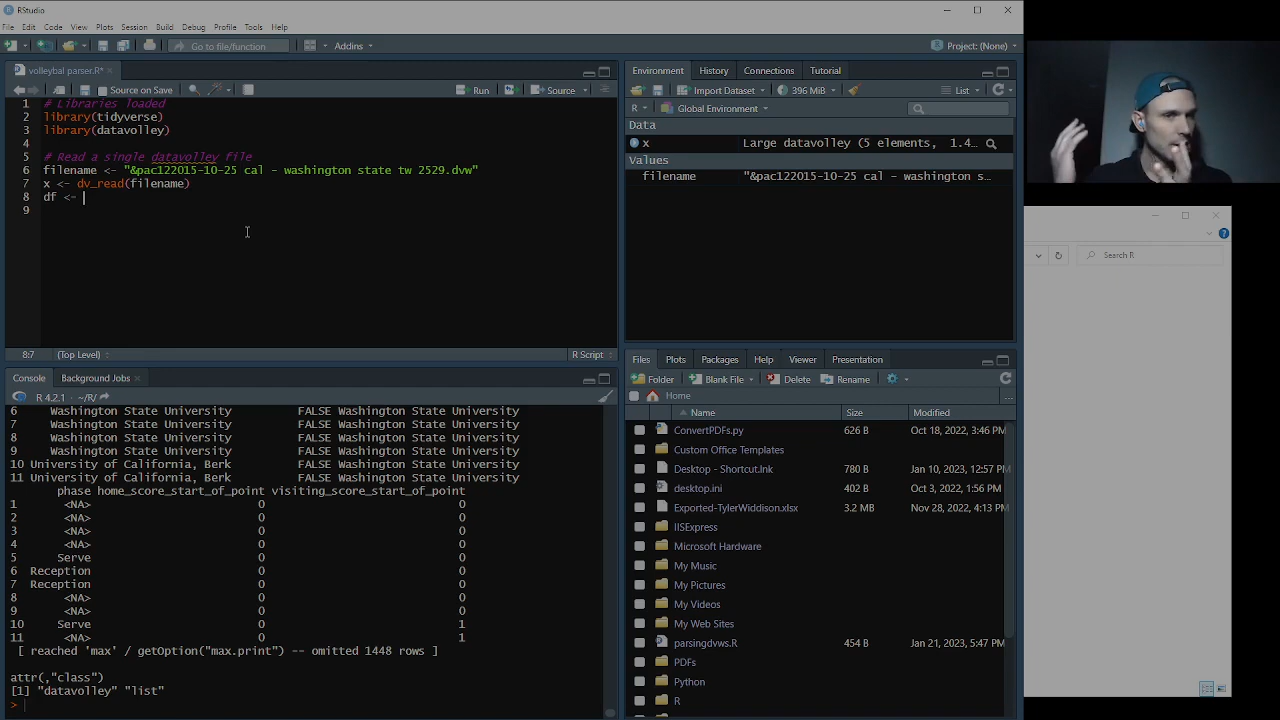 RStudio
File Edit Code View Plots Session Build Debug Profile Tools Help
Go to file/function
Addins
Project: (None)
volleybal parser.R*
Source on Save
Run
Source
1 # Libraries loaded
2 library(tidyverse)
3 library(datavolley)
4
5 # Read a single datavolley file
6 filename <- "&pac122015-10-25 cal - washington state tw 2529.dvw"
7 x <- dv_read(filename)
8 df <-
9
8:7 (Top Level) R Script
Console Background Jobs
R 4.2.1 · ~/R/
6 Washington State University FALSE Washington State University
7 Washington State University FALSE Washington State University
8 Washington State University FALSE Washington State University
9 Washington State University FALSE Washington State University
10 University of California, Berk FALSE Washington State University
11 University of California, Berk FALSE Washington State University
phase home_score_start_of_point visiting_score_start_of_point
1 <NA> 0 0
2 <NA> 0 0
3 <NA> 0 0
4 <NA> 0 0
5 Serve 0 0
6 Reception 0 0
7 Reception 0 0
8 <NA> 0 0
9 <NA> 0 0
10 Serve 0 1
11 <NA> 0 1
[ reached 'max' / getOption("max.print") -- omitted 1448 rows ]
attr(,"class")
[1] "datavolley" "list"
>
Environment History Connections Tutorial
Import Dataset 396 MiB List
R Global Environment
Data
x Large datavolley (5 elements, 1.4…
Values
filename "&pac122015-10-25 cal - washington s…
Files Plots Packages Help Viewer Presentation
Folder Blank File Delete Rename
Home ...
Name Size Modified
ConvertPDFs.py 626 B Oct 18, 2022, 3:46 PM
Custom Office Templates
Desktop - Shortcut.lnk 780 B Jan 10, 2023, 12:57 PM
desktop.ini 402 B Oct 3, 2022, 1:56 PM
Exported-TylerWiddison.xlsx 3.2 MB Nov 28, 2022, 4:13 PM
IISExpress
Microsoft Hardware
My Music
My Pictures
My Videos
My Web Sites
parsingdvws.R 454 B Jan 21, 2023, 5:47 PM
PDFs
Python
R
Search R